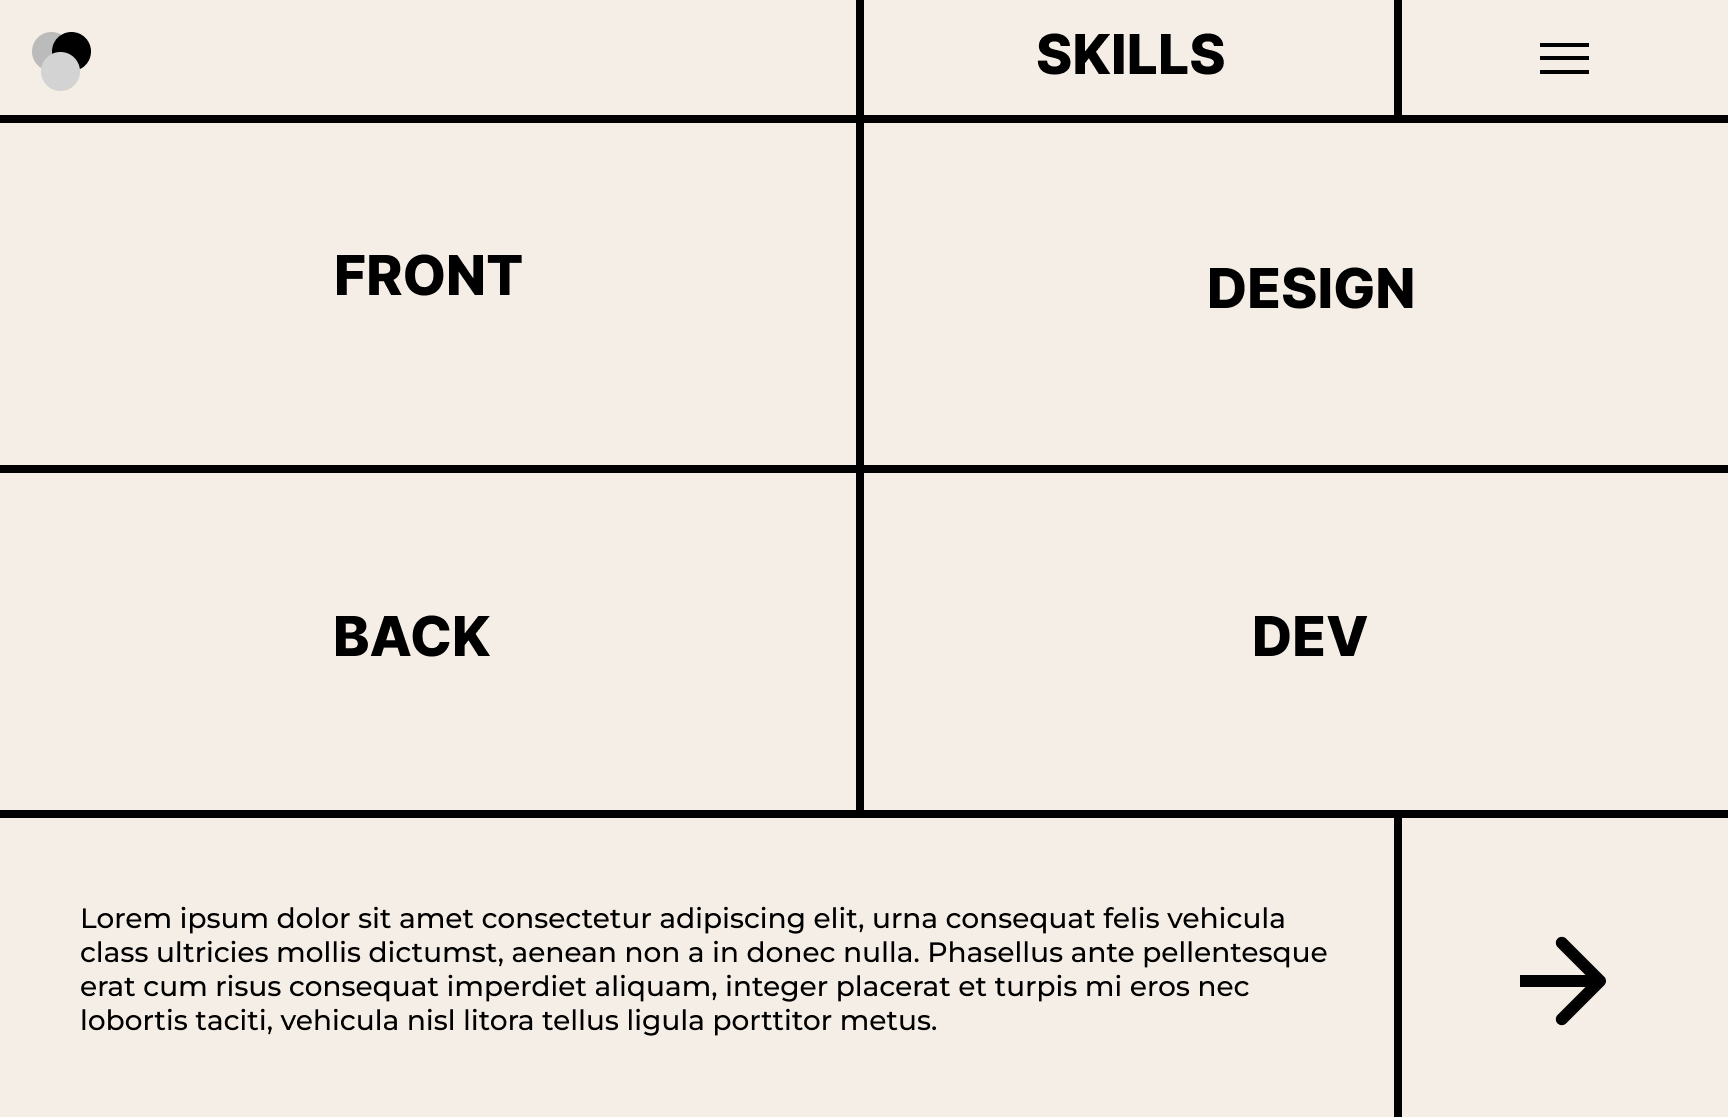 SKILLS
FRONT
DESIGN
BACK
DEV
Lorem ipsum dolor sit amet consectetur adipiscing elit, urna consequat felis vehicula
class ultricies mollis dictumst, aenean non a in donec nulla. Phasellus ante pellentesque
erat cum risus consequat imperdiet aliquam, integer placerat et turpis mi eros nec
lobortis taciti, vehicula nisl litora tellus ligula porttitor metus.